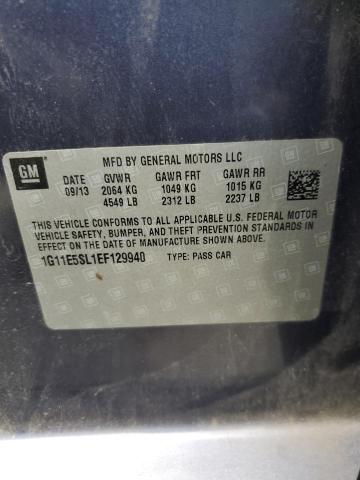 GM
MFD BY GENERAL MOTORS LLC
DATE GVWR GAWR FRT GAWR RR
09/13 2064 KG 1049 KG 1015 KG
4549 LB 2312 LB 2237 LB
THIS VEHICLE CONFORMS TO ALL APPLICABLE U.S. FEDERAL MOTOR
VEHICLE SAFETY, BUMPER, AND THEFT PREVENTION STANDARDS IN
EFFECT ON THE DATE OF MANUFACTURE SHOWN ABOVE.
1G11E5SL1EF129940 TYPE: PASS CAR